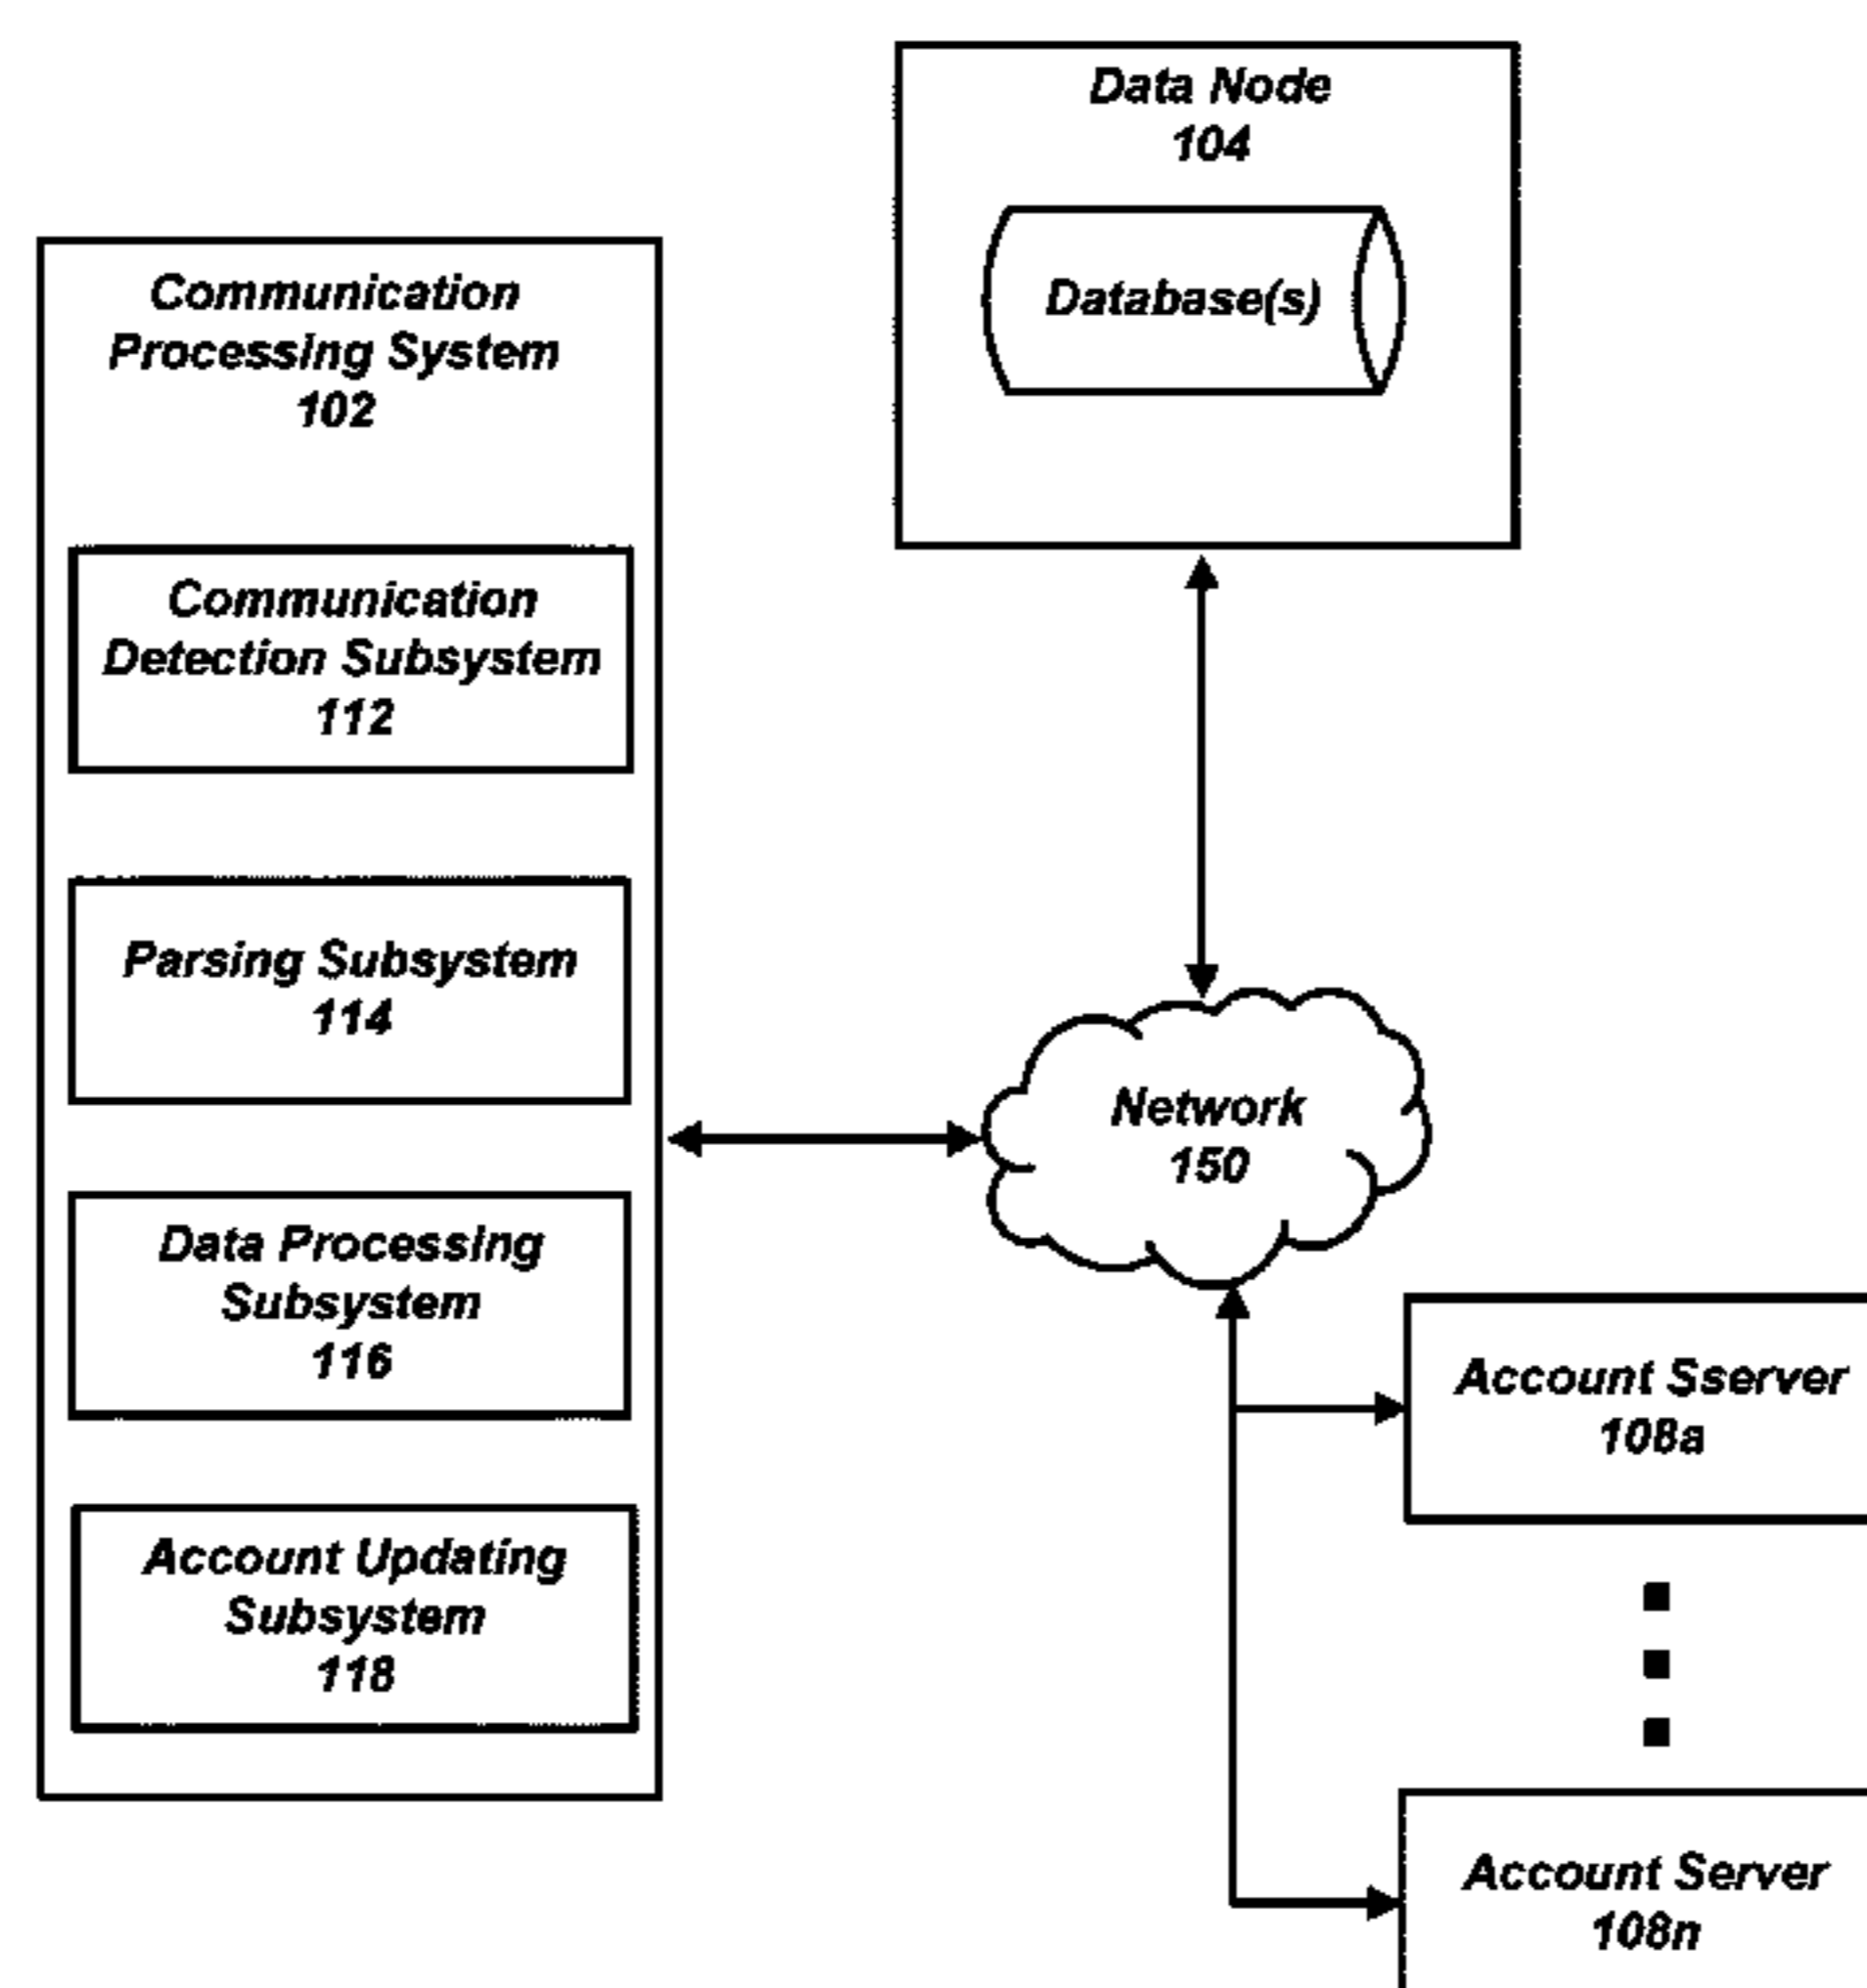 Data Node
104
Database(s)
Communication
Processing System
102
Communication
Detection Subsystem
112
Parsing Subsystem
114
Data Processing
Subsystem
116
Account Updating
Subsystem
118
Network
150
Account Sserver
108a
Account Server
108n